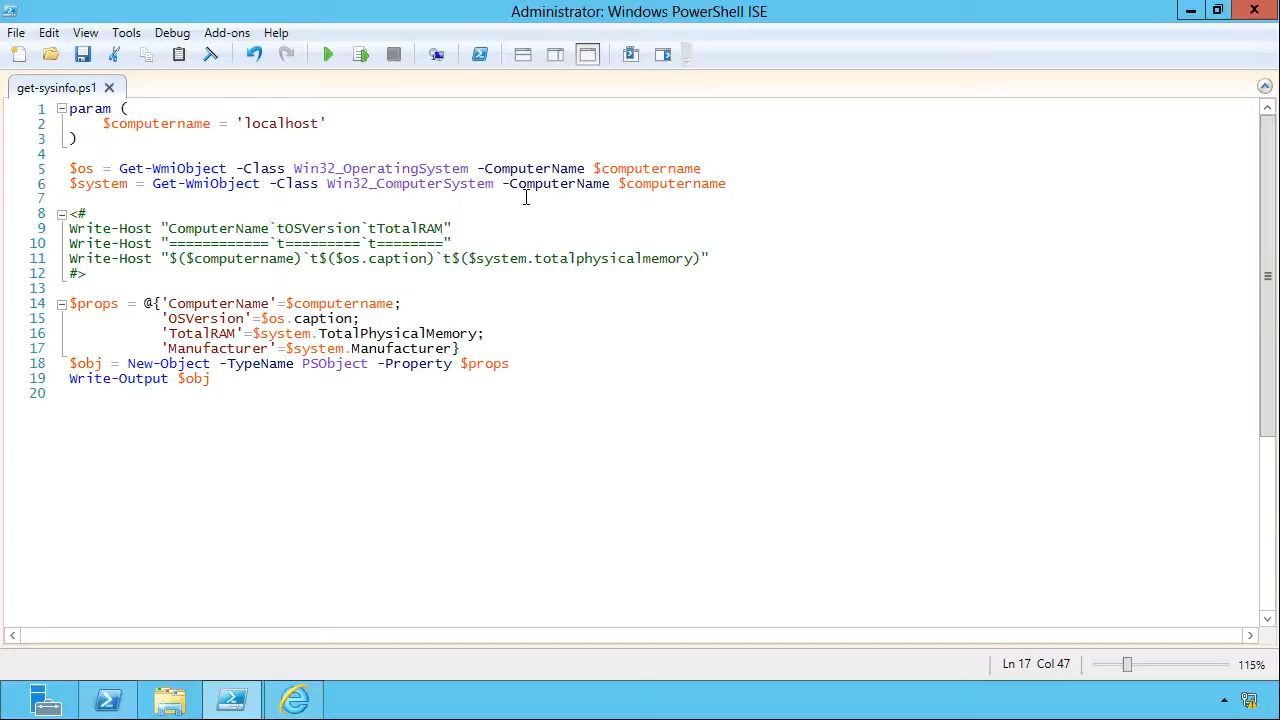 Administrator: Windows PowerShell ISE
File Edit View Tools Debug Add-ons Help
get-sysinfo.ps1
1 param (
2     $computername = 'localhost'
3 )
4
5 $os = Get-WmiObject -Class Win32_OperatingSystem -ComputerName $computername
6 $system = Get-WmiObject -Class Win32_ComputerSystem -ComputerName $computername
7
8 <#
9 Write-Host "ComputerName`tOSVersion`tTotalRAM"
10 Write-Host "============`t=========`t========"
11 Write-Host "$($computername)`t$($os.caption)`t$($system.totalphysicalmemory)"
12 #>
13
14 $props = @{'ComputerName'=$computername;
15            'OSVersion'=$os.caption;
16            'TotalRAM'=$system.TotalPhysicalMemory;
17            'Manufacturer'=$system.Manufacturer}
18 $obj = New-Object -TypeName PSObject -Property $props
19 Write-Output $obj
20
Ln 17 Col 47 115%